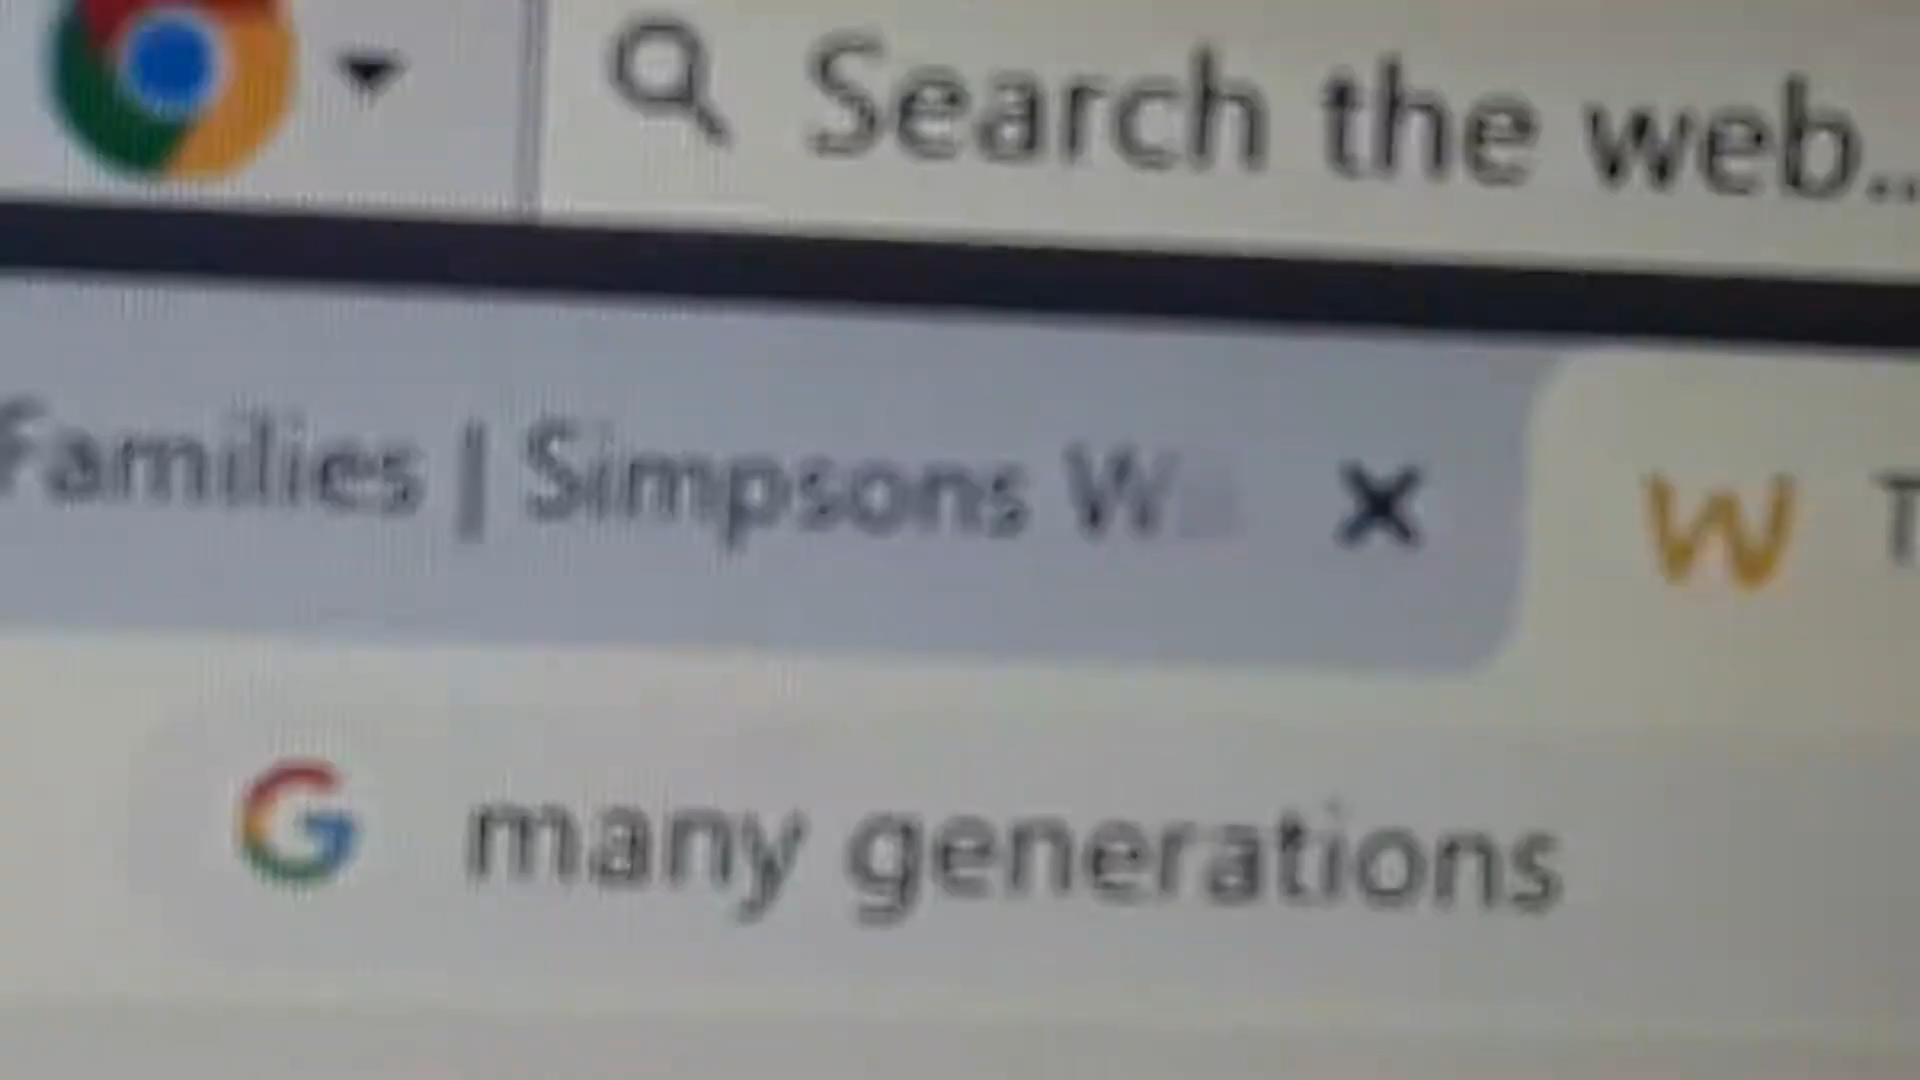 Search the web...
Families | Simpsons W
W T
G many generations